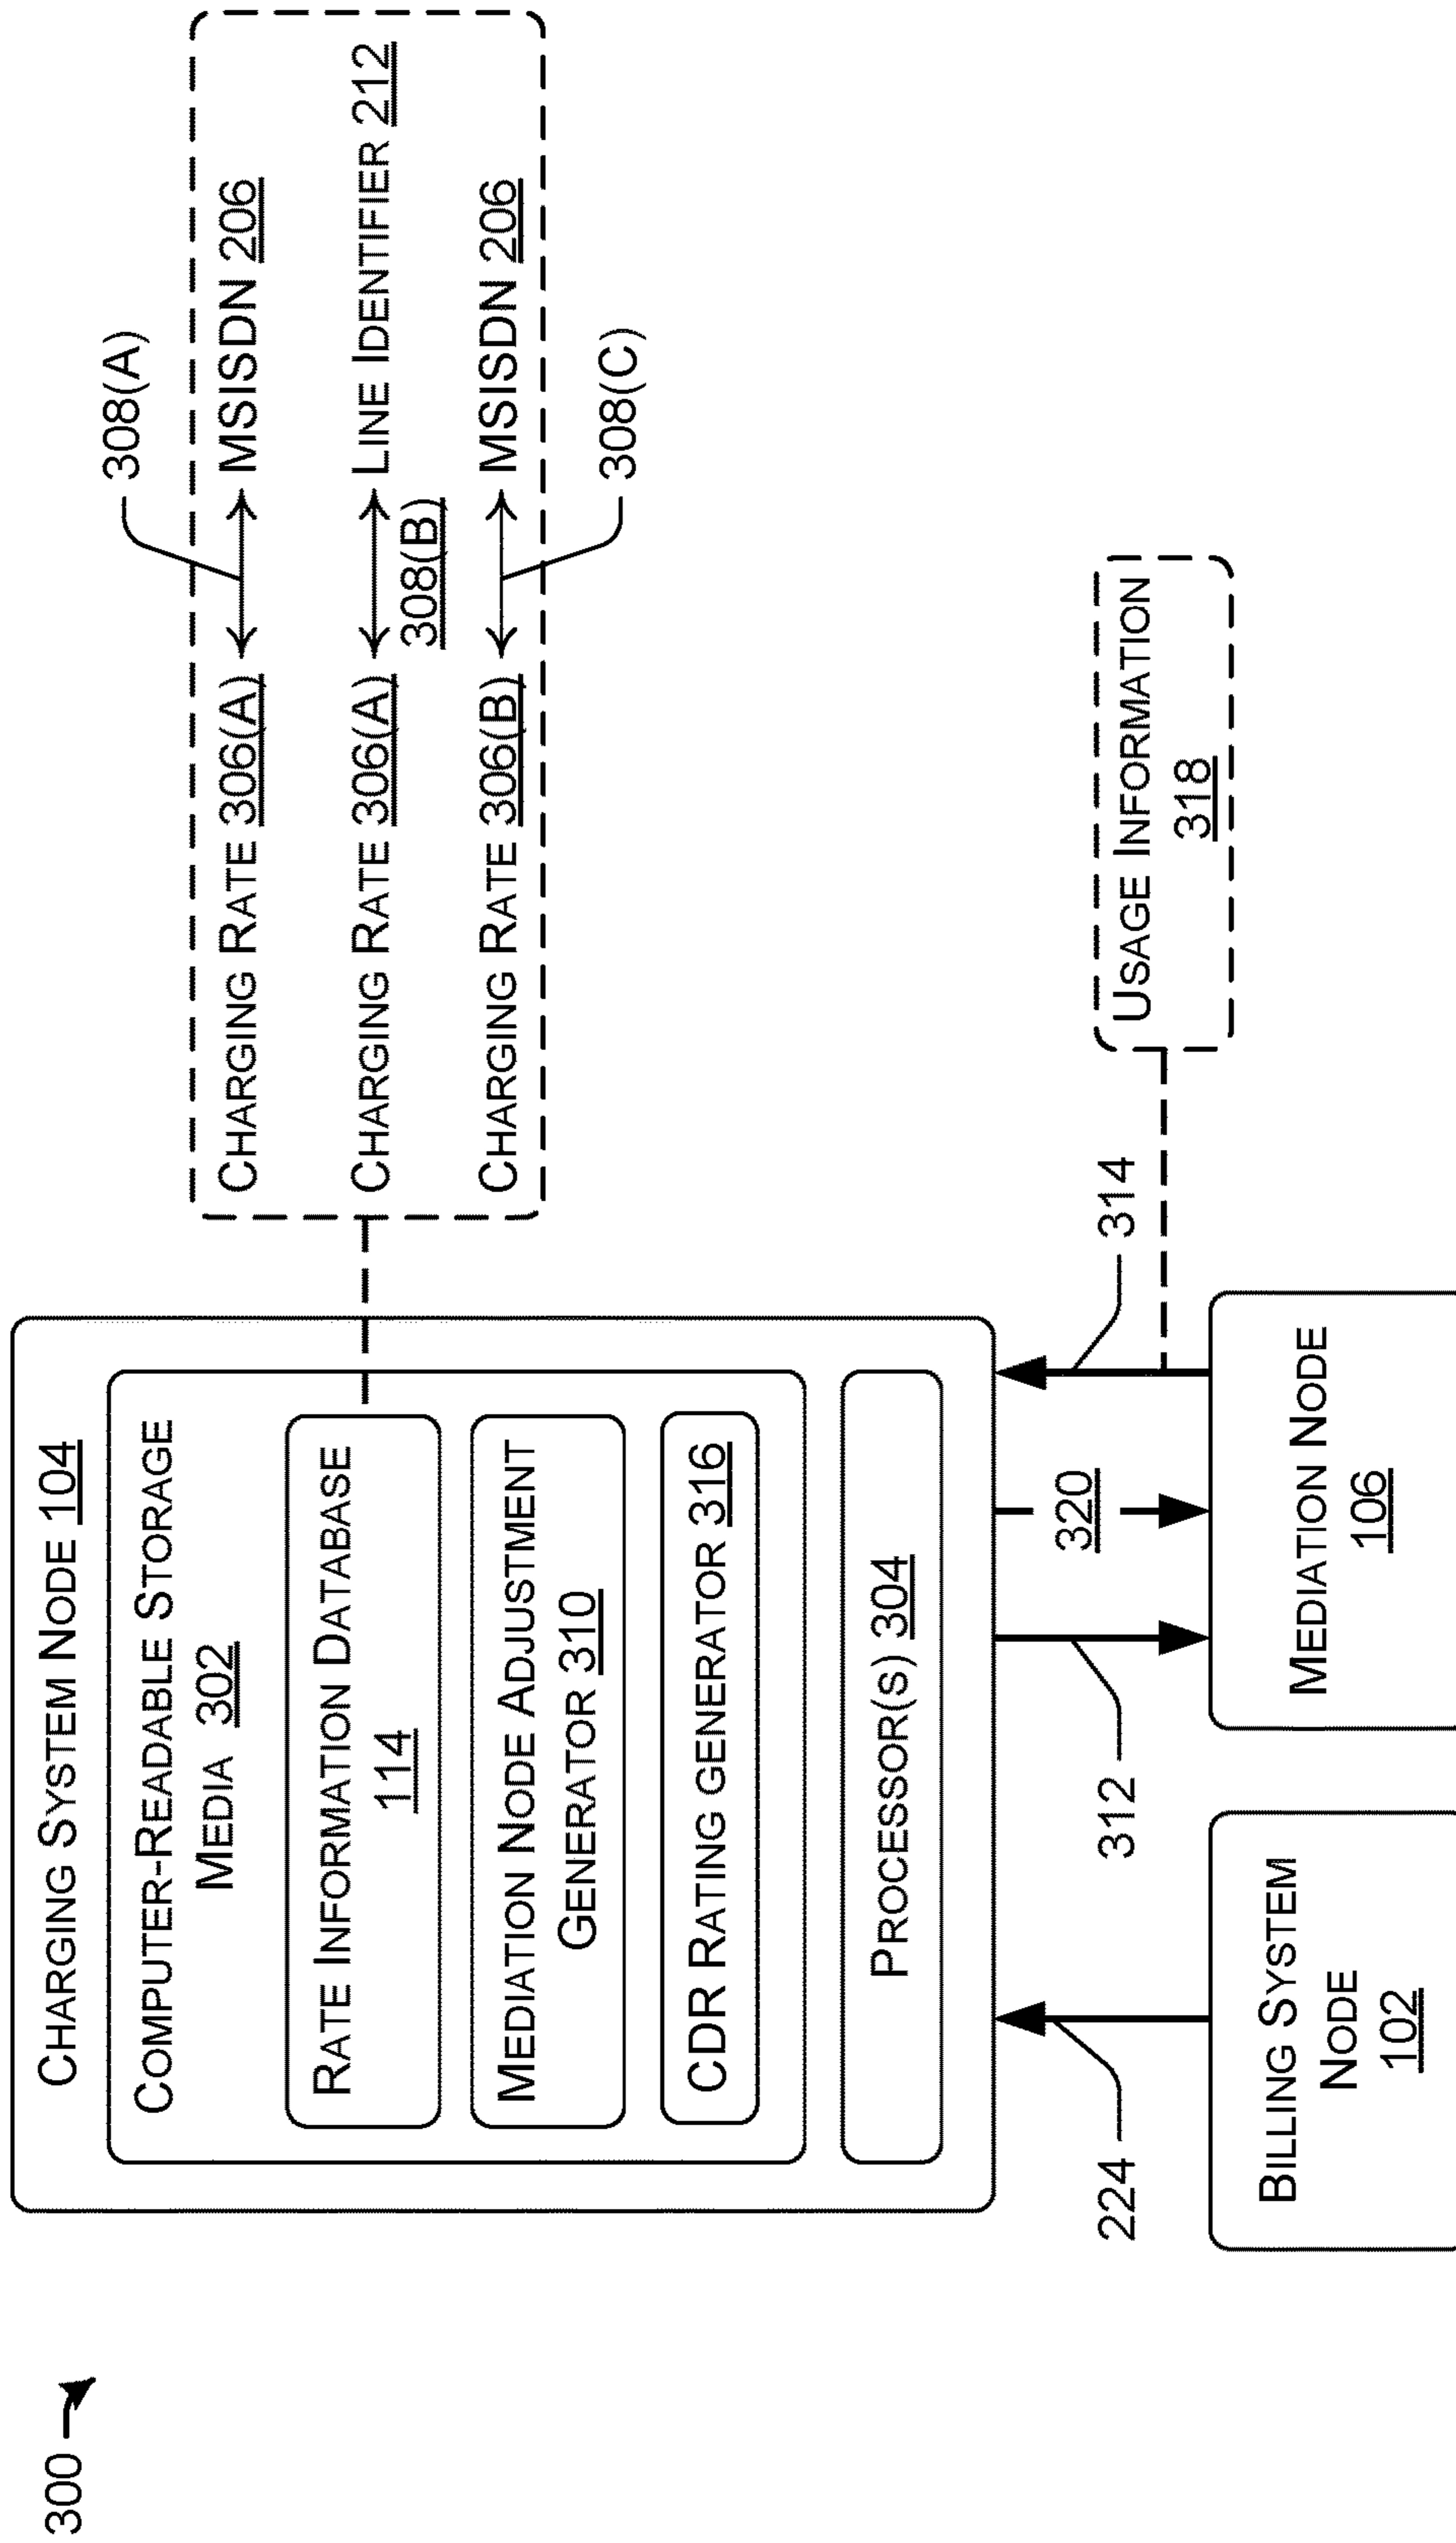 300
CHARGING SYSTEM NODE 104
COMPUTER-READABLE STORAGE
MEDIA 302
RATE INFORMATION DATABASE
114
MEDIATION NODE ADJUSTMENT
GENERATOR 310
CDR RATING GENERATOR 316
PROCESSOR(S) 304
308(A)
CHARGING RATE 306(A)
MSISDN 206
CHARGING RATE 306(A)
LINE IDENTIFIER 212
308(B)
CHARGING RATE 306(B)
MSISDN 206
308(C)
224
312
320
314
USAGE INFORMATION
318
BILLING SYSTEM
NODE
102
MEDIATION NODE
106